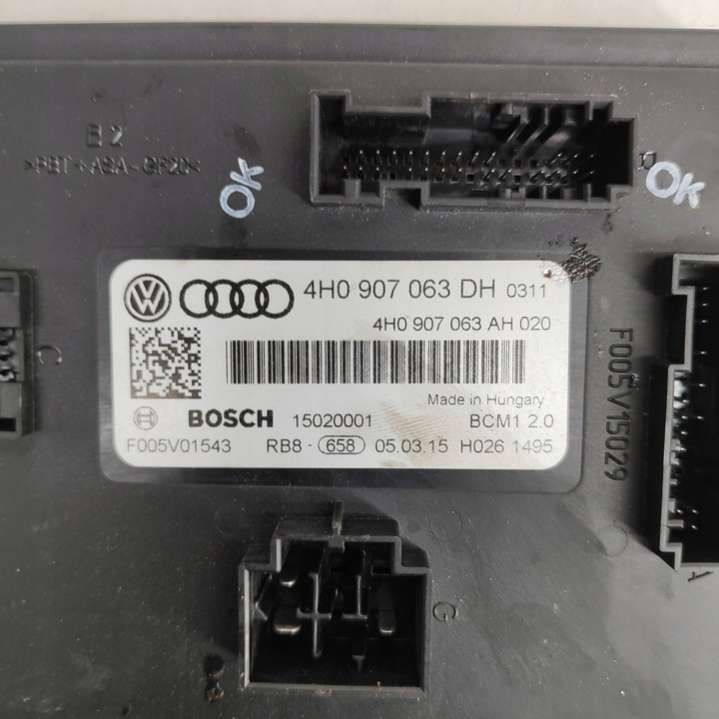 B2
>PBT+ASA-GF20<
OK
OK
4H0 907 063 DH 0311
4H0 907 063 AH 020
Made in Hungary
BOSCH 15020001 BCM1 2.0
F005V01543 RB8- 658 05.03.15 H026 1495
F005V15029
C
G
A